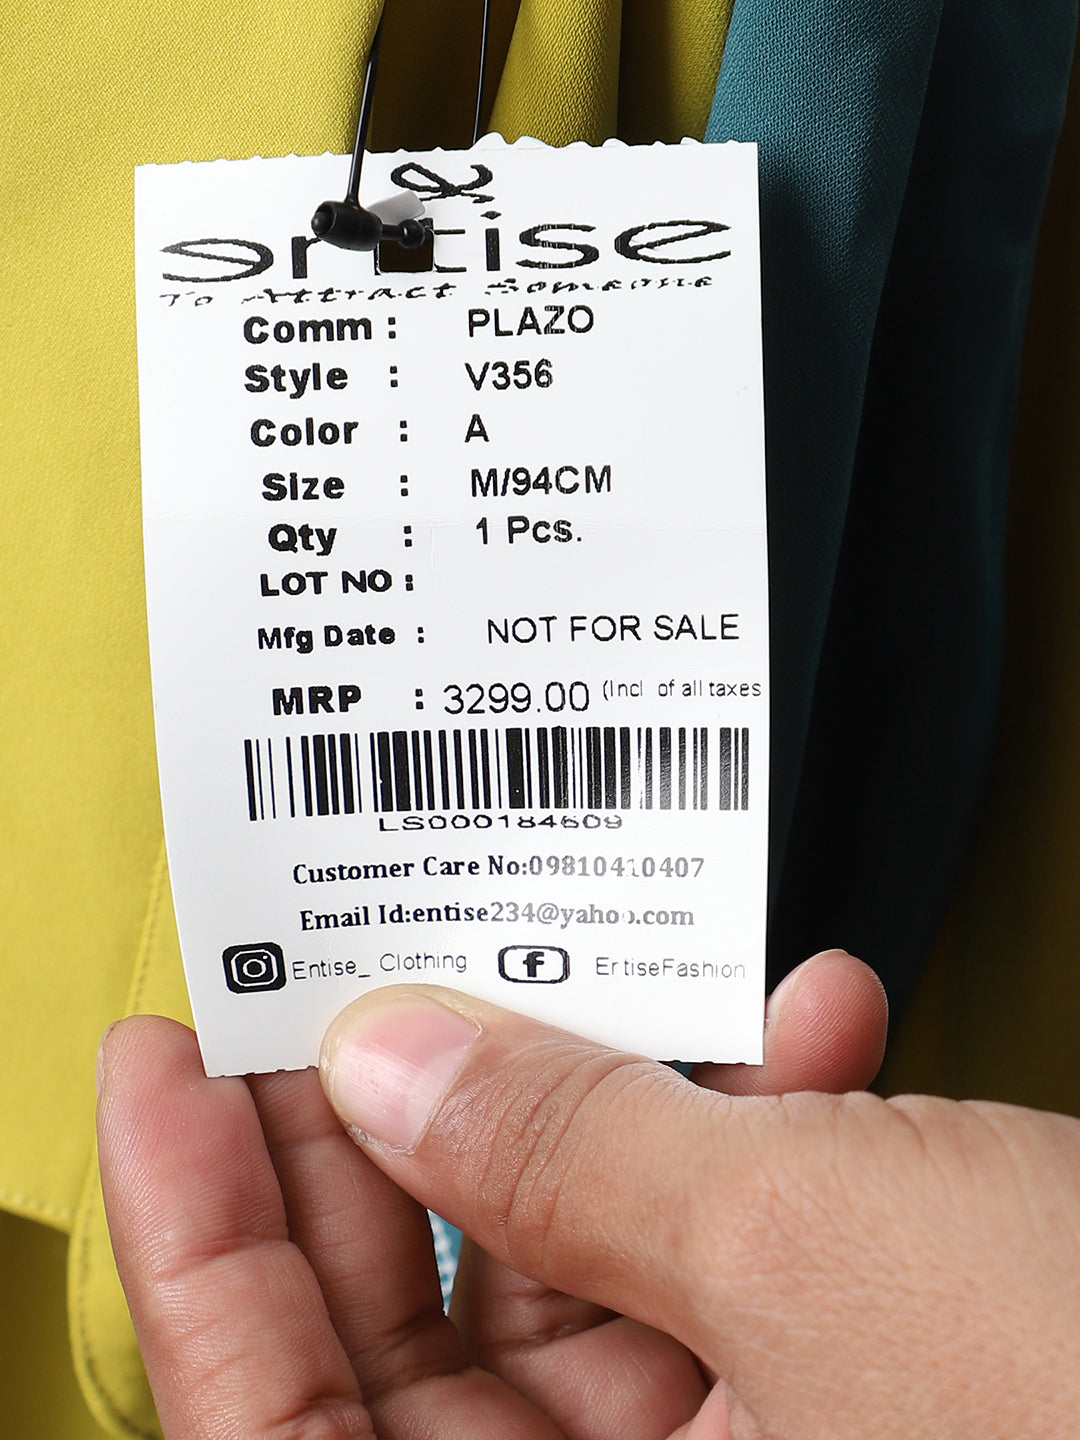 entise
To Attract Someone
Comm : PLAZO
Style : V356
Color : A
Size : M/94CM
Qty : 1 Pcs.
LOT NO :
Mfg Date : NOT FOR SALE
MRP : 3299.00 (Incl of all taxes
LS000184609
Customer Care No:09810410407
Email Id:entise234@yahoo.com
Entise_ Clothing
EntiseFashion